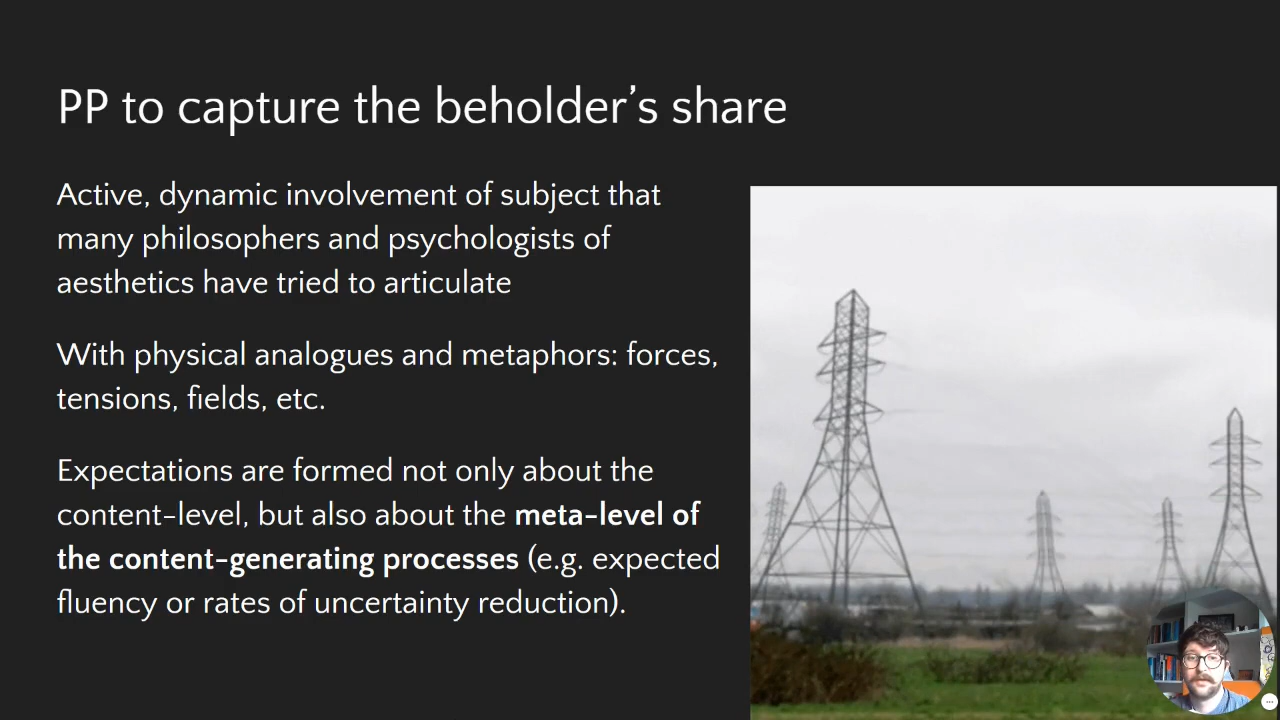 PP to capture the beholder’s share
Active, dynamic involvement of subject that
many philosophers and psychologists of
aesthetics have tried to articulate
With physical analogues and metaphors: forces,
tensions, fields, etc.
Expectations are formed not only about the
content-level, but also about the meta-level of
the content-generating processes (e.g. expected
fluency or rates of uncertainty reduction).